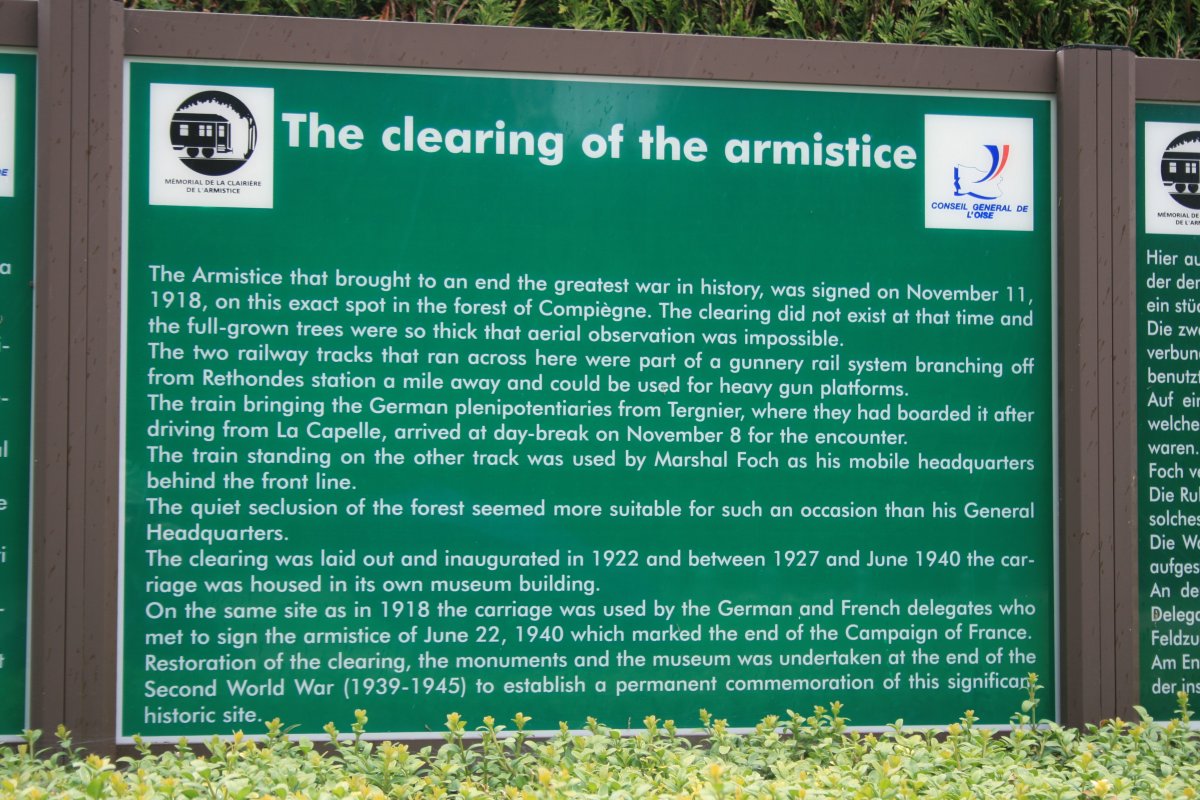 The clearing of the armistice
MÉMORIAL DE LA CLAIRIÈRE
DE L'ARMISTICE
CONSEIL GENERAL DE
L'OISE
The Armistice that brought to an end the greatest war in history, was signed on November 11,
1918, on this exact spot in the forest of Compiègne. The clearing did not exist at that time and
the full-grown trees were so thick that aerial observation was impossible.
The two railway tracks that ran across here were part of a gunnery rail system branching off
from Rethondes station a mile away and could be used for heavy gun platforms.
The train bringing the German plenipotentiaries from Tergnier, where they had boarded it after
driving from La Capelle, arrived at day-break on November 8 for the encounter.
The train standing on the other track was used by Marshal Foch as his mobile headquarters
behind the front line.
The quiet seclusion of the forest seemed more suitable for such an occasion than his General
Headquarters.
The clearing was laid out and inaugurated in 1922 and between 1927 and June 1940 the car-
riage was housed in its own museum building.
On the same site as in 1918 the carriage was used by the German and French delegates who
met to sign the armistice of June 22, 1940 which marked the end of the Campaign of France.
Restoration of the clearing, the monuments and the museum was undertaken at the end of the
Second World War (1939-1945) to establish a permanent commemoration of this significant
historic site.
MÉMORIAL DE
DE L'AR
Hier au
der der
ein stü
Die zwe
verbun
benutzt
Auf ein
welche
waren.
Foch ve
Die Ru
solches
Die Wa
aufges
An de
Delega
Feldzu
Am En
der ins